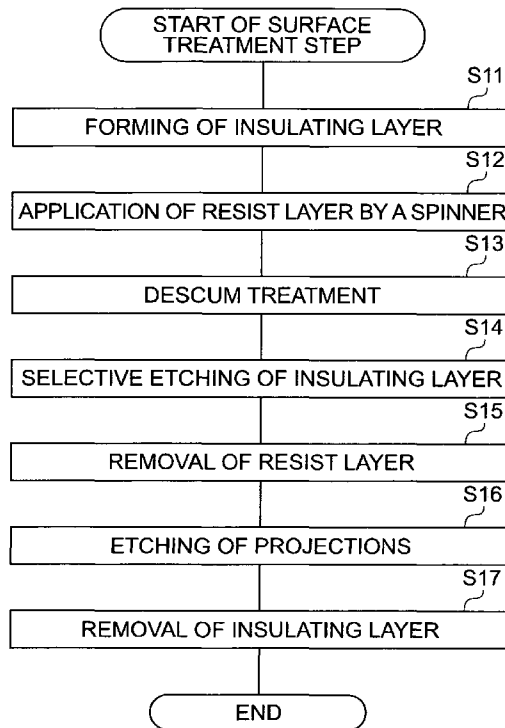 START OF SURFACE
TREATMENT STEP
S11
FORMING OF INSULATING LAYER
S12
APPLICATION OF RESIST LAYER BY A SPINNER
S13
DESCUM TREATMENT
S14
SELECTIVE ETCHING OF INSULATING LAYER
S15
REMOVAL OF RESIST LAYER
S16
ETCHING OF PROJECTIONS
S17
REMOVAL OF INSULATING LAYER
END